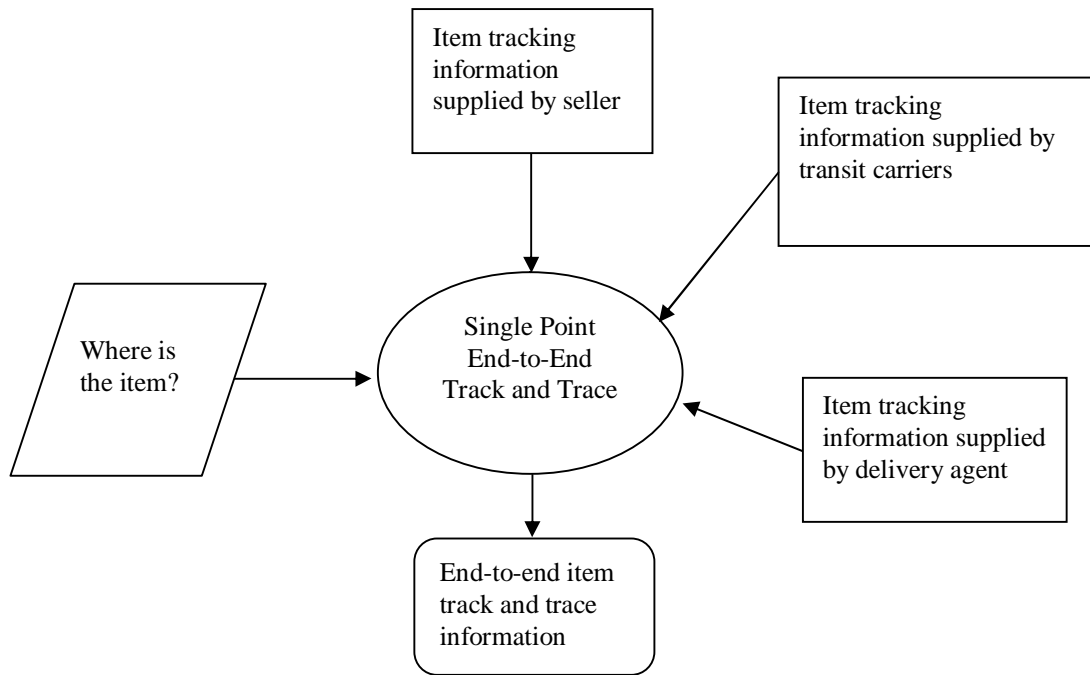 Item tracking
information
supplied by seller
Item tracking
information supplied by
transit carriers
Where is
the item?
Single Point
End-to-End
Track and Trace
Item tracking
information supplied
by delivery agent
End-to-end item
track and trace
information